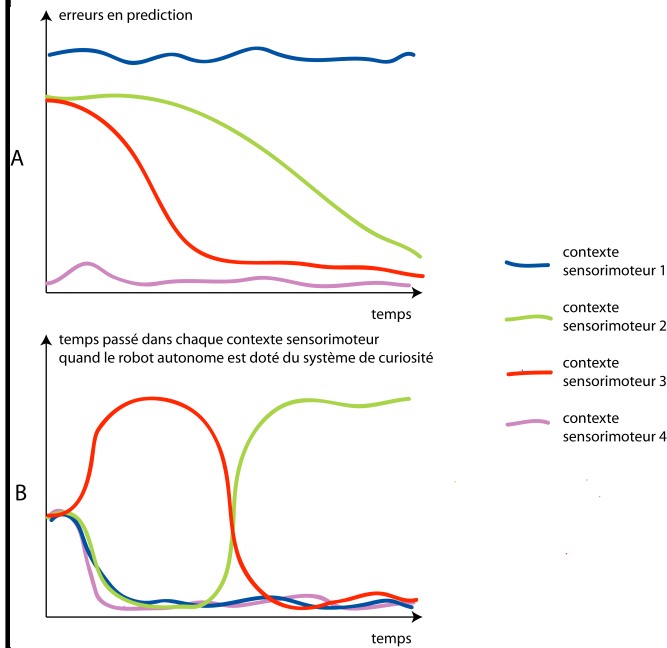 erreurs en prediction
A
temps
contexte
sensorimoteur 1
contexte
sensorimoteur 2
contexte
sensorimoteur 3
contexte
sensorimoteur 4
temps passé dans chaque contexte sensorimoteur
quand le robot autonome est doté du système de curiosité
B
temps